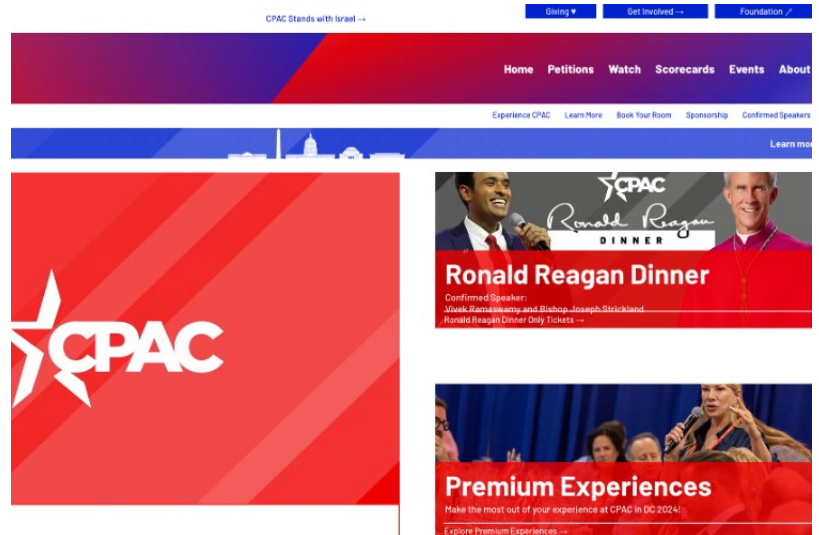 CPAC Stands with Israel →
Giving ♥ Get Involved → Foundation ↗
Home Petitions Watch Scorecards Events About
Experience CPAC Learn More Book Your Room Sponsorship Confirmed Speakers
Learn mo
CPAC
CPAC
Ronald Reagan
DINNER
Ronald Reagan Dinner
Confirmed Speaker:
Vivek Ramaswamy and Bishop Joseph Strickland
Ronald Reagan Dinner Only Tickets →
Premium Experiences
Make the most out of your experience at CPAC in DC 2024!
Explore Premium Experiences →